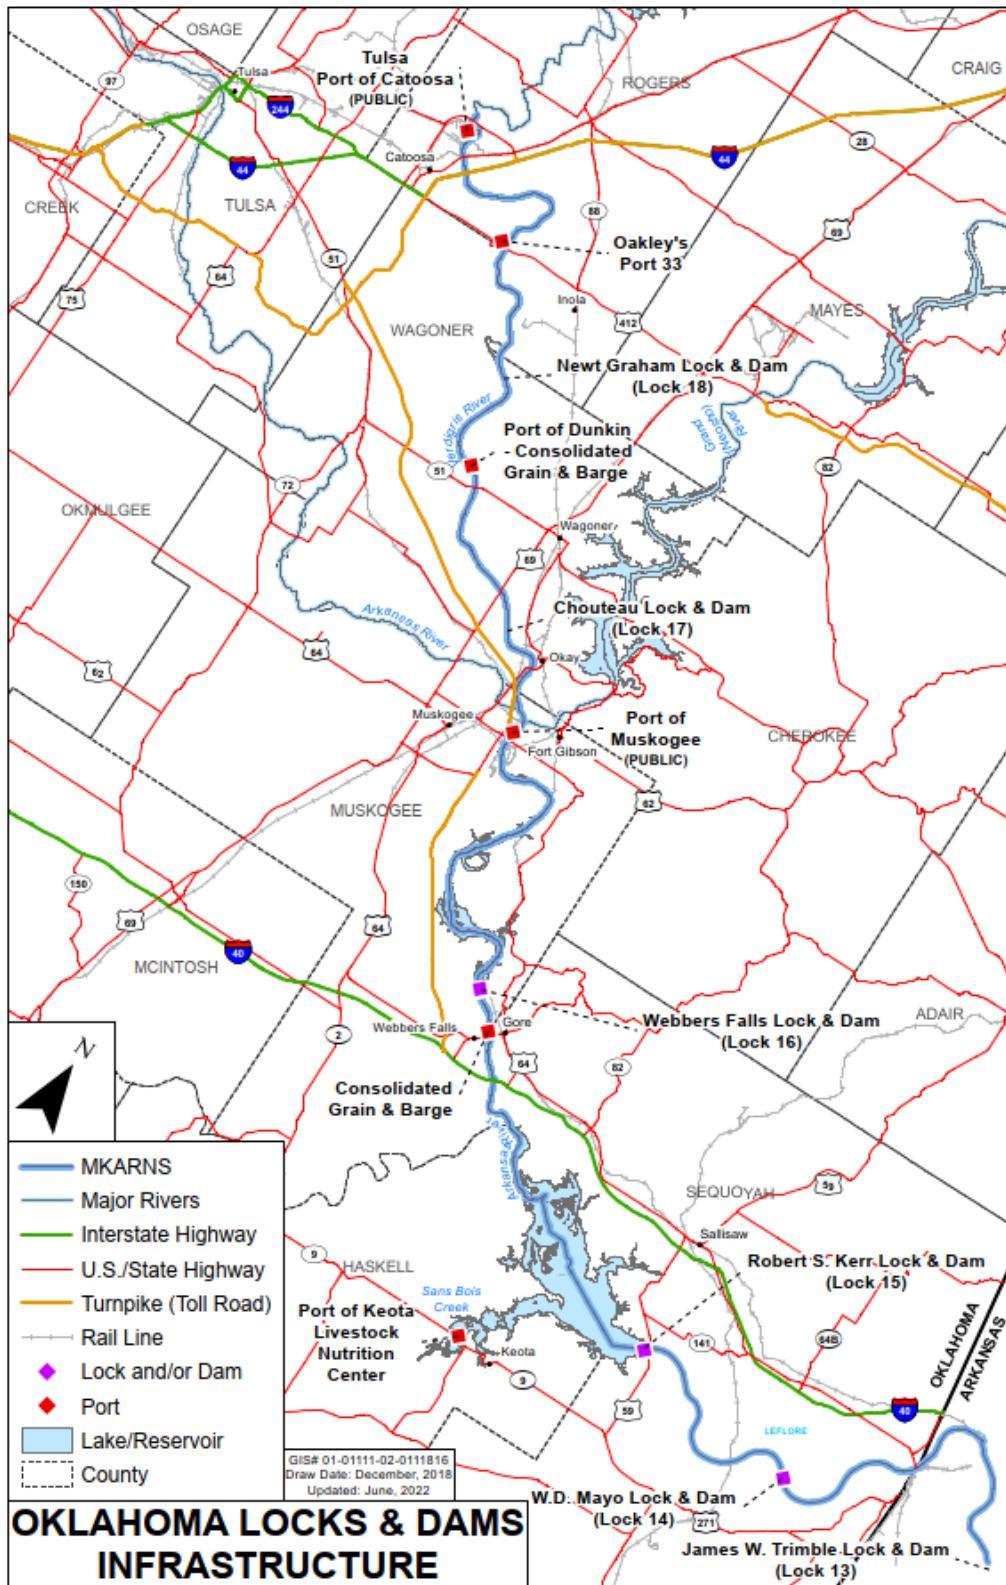 OSAGE
Tulsa
Port of Catoosa
(PUBLIC)
ROGERS
CRAIG
97
Tulsa
244
44
Catoosa
44
28
CREEK
TULSA
88
69
51
Oakley's
Port 33
64
75
Inola
MAYES
WAGONER
412
Newt Graham Lock & Dam
(Lock 18)
Verdigris River
Grand
(Neosho)
River
Port of Dunkin
- Consolidated
Grain & Barge
51
82
72
OKMULGEE
Wagoner
69
Arkansas River
Chouteau Lock & Dam
(Lock 17)
64
Okay
62
Muskogee
Port of
Muskogee
(PUBLIC)
Fort Gibson
CHEROKEE
MUSKOGEE
62
150
69
64
40
MCINTOSH
ADAIR
Webbers Falls
Gore
Webbers Falls Lock & Dam
(Lock 16)
2
64
82
Consolidated
Grain & Barge
N
Arkansas River
MKARNS
Major Rivers
Interstate Highway
U.S./State Highway
Turnpike (Toll Road)
Rail Line
Lock and/or Dam
Port
Lake/Reservoir
County
59
SEQUOYAH
Sallisaw
9
HASKELL
Robert S. Kerr Lock & Dam
(Lock 15)
Sans Bois
Creek
Port of Keota
Livestock
Nutrition
Center
Keota
141
64B
OKLAHOMA
ARKANSAS
9
59
40
LEFLORE
GIS# 01-01111-02-0111816
Draw Date: December, 2018
Updated: June, 2022
W.D. Mayo Lock & Dam
(Lock 14)
271
James W. Trimble Lock & Dam
(Lock 13)
OKLAHOMA LOCKS & DAMS
INFRASTRUCTURE